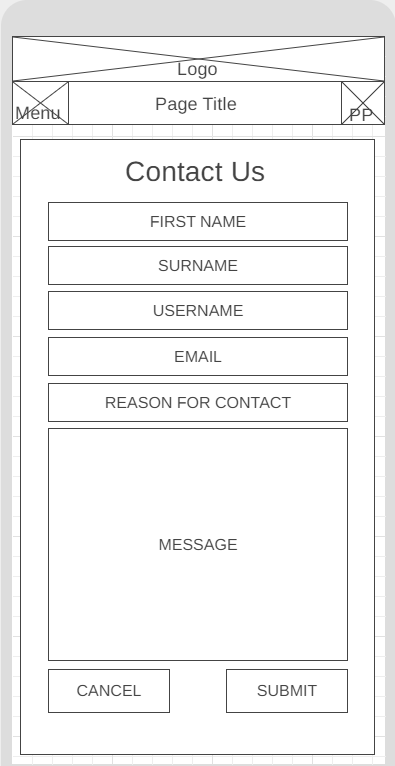 Logo
Menu
Page Title
PP
Contact Us
FIRST NAME
SURNAME
USERNAME
EMAIL
REASON FOR CONTACT
MESSAGE
CANCEL
SUBMIT